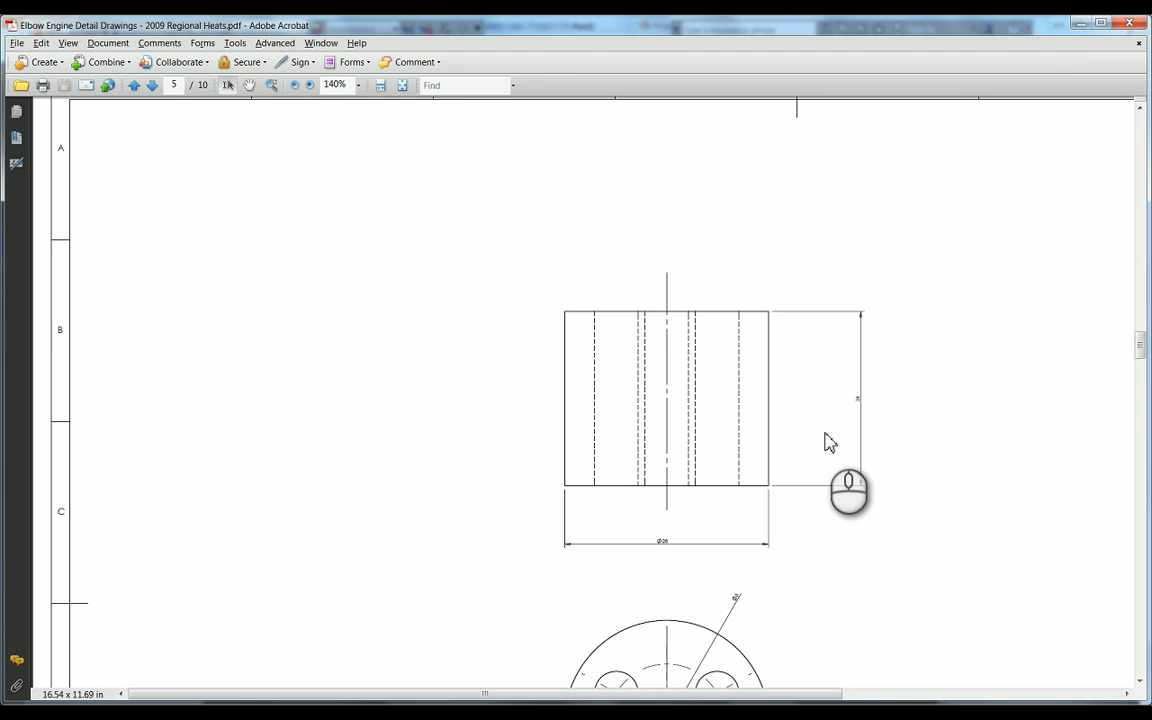 Elbow Engine Detail Drawings - 2009 Regional Heats.pdf - Adobe Acrobat
File Edit View Document Comments Forms Tools Advanced Window Help
Create Combine Collaborate Secure Sign Forms Comment
5 / 10 140% Find
A
B
C
Ø28
16.54 x 11.69 in